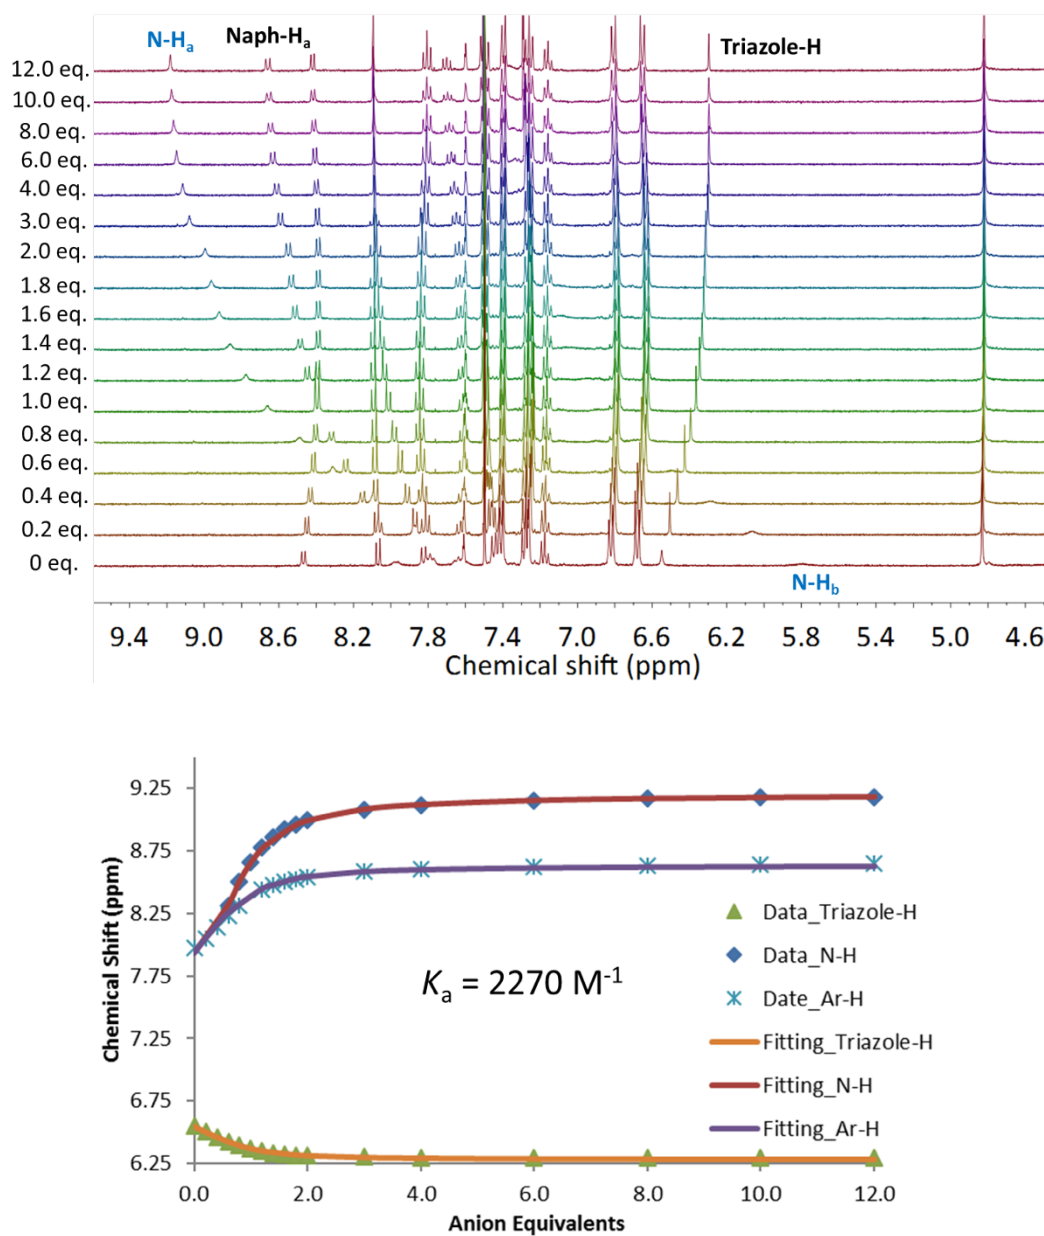 N-Ha
Naph-Ha
Triazole-H
12.0 eq.
10.0 eq.
8.0 eq.
6.0 eq.
4.0 eq.
3.0 eq.
2.0 eq.
1.8 eq.
1.6 eq.
1.4 eq.
1.2 eq.
1.0 eq.
0.8 eq.
0.6 eq.
0.4 eq.
0.2 eq.
0 eq.
N-Hb
9.4 9.0 8.6 8.2 7.8 7.4 7.0 6.6 6.2 5.8 5.4 5.0 4.6
Chemical shift (ppm)
Chemical Shift (ppm)
9.25
8.75
8.25
7.75
7.25
6.75
6.25
Ka = 2270 M-1
Data_Triazole-H
Data_N-H
Date_Ar-H
Fitting_Triazole-H
Fitting_N-H
Fitting_Ar-H
0.0 2.0 4.0 6.0 8.0 10.0 12.0
Anion Equivalents